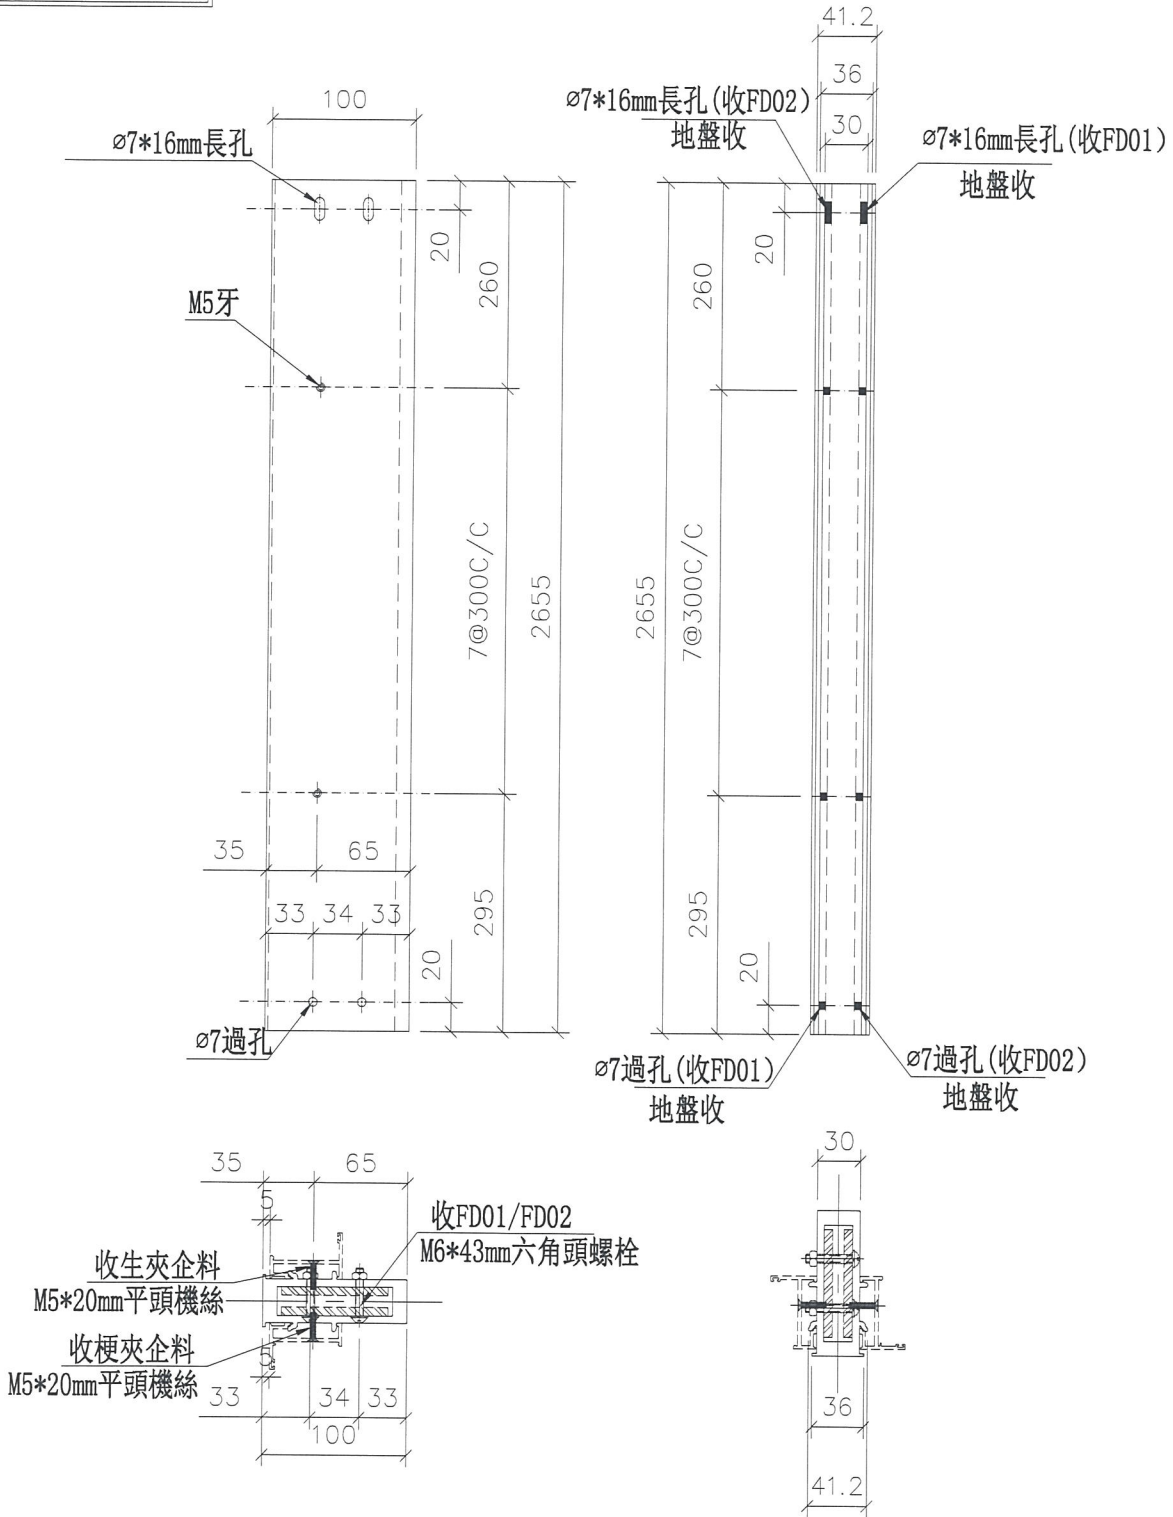 41.2
36
100
ø7*16mm長孔(收FD02)
地盤收
30
ø7*16mm長孔(收FD01)
地盤收
ø7*16mm長孔
20
260
20
260
M5牙
7@300C/C
2655
2655
7@300C/C
35
65
33
34
33
295
20
295
20
ø7過孔
ø7過孔(收FD01)
地盤收
ø7過孔(收FD02)
地盤收
35
65
5
收FD01/FD02
M6*43mm六角頭螺栓
收生夾企料
M5*20mm平頭機絲
收梗夾企料
M5*20mm平頭機絲
5
33
34
33
100
30
36
41.2